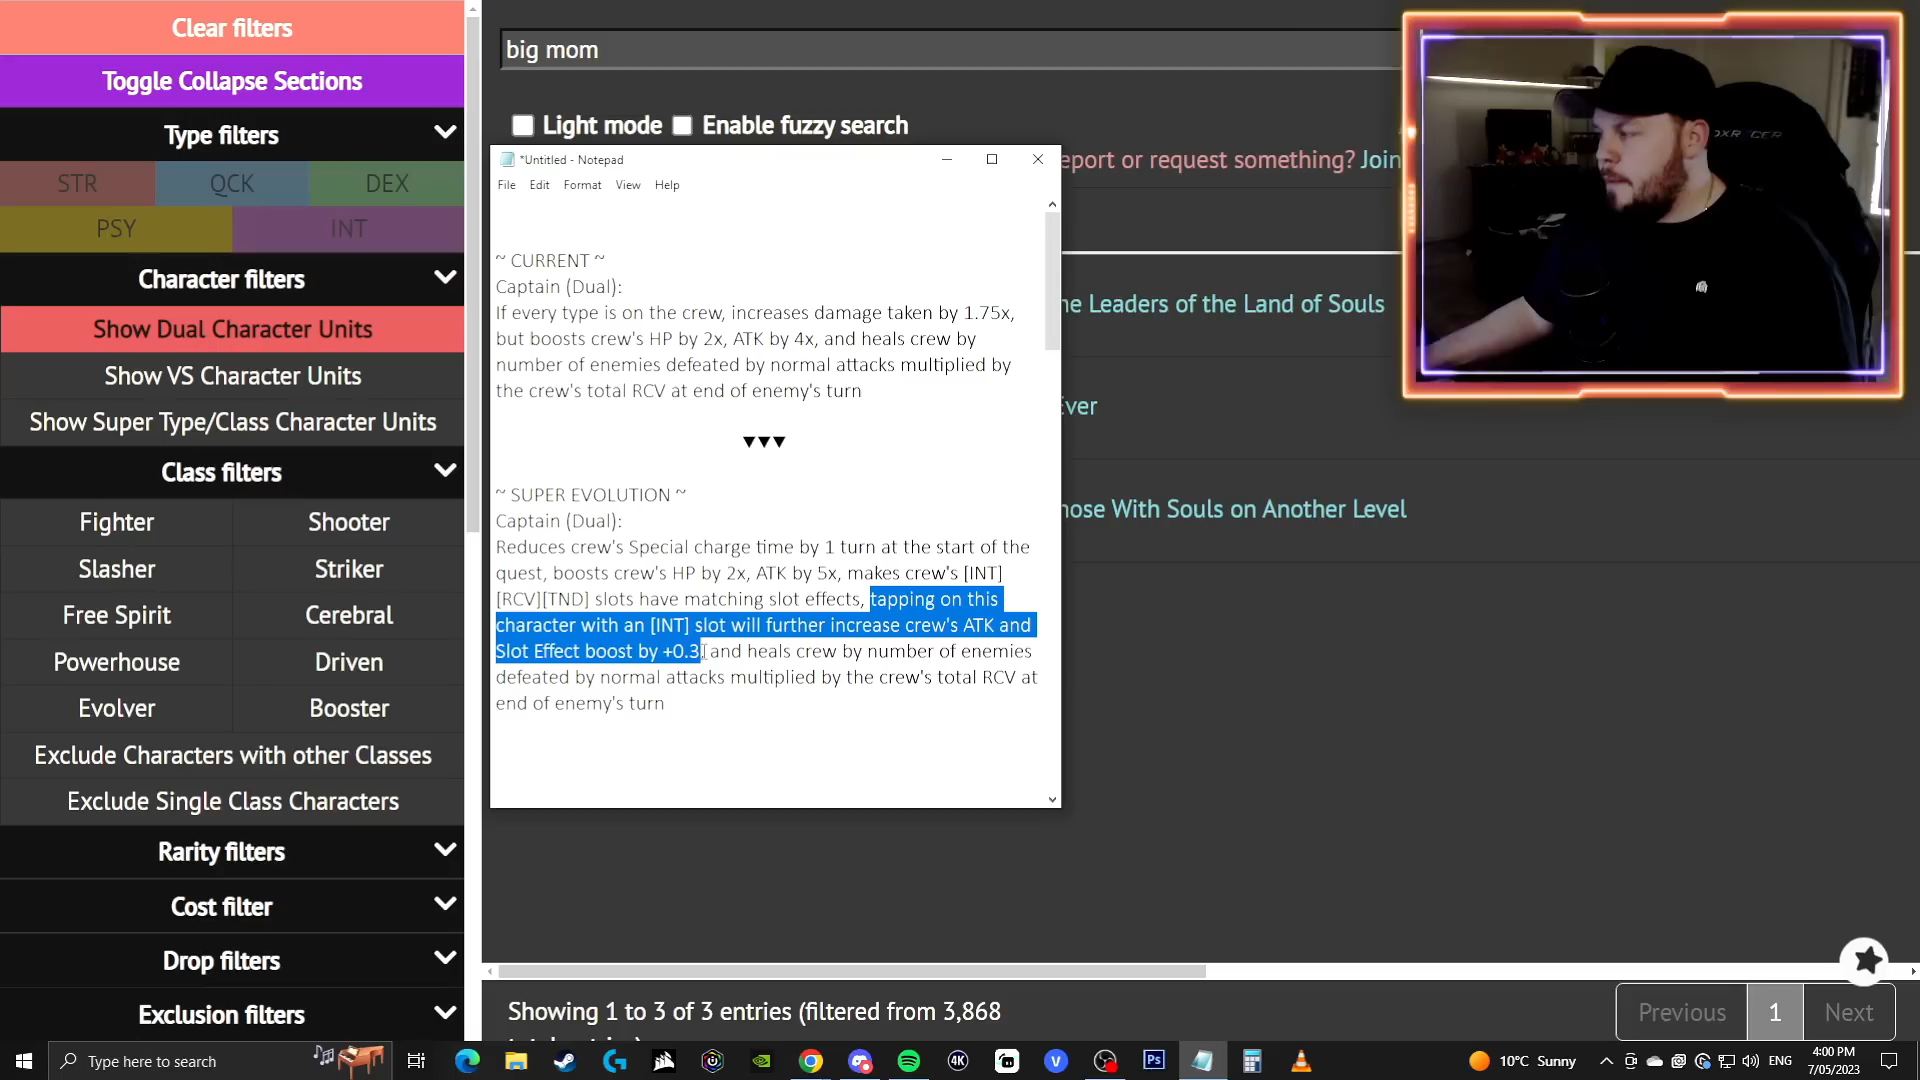 Clear filters
Toggle Collapse Sections
Type filters
STR QCK DEX
PSY INT
Character filters
Show Dual Character Units
Show VS Character Units
Show Super Type/Class Character Units
Class filters
Fighter Shooter
Slasher Striker
Free Spirit Cerebral
Powerhouse Driven
Evolver Booster
Exclude Characters with other Classes
Exclude Single Class Characters
Rarity filters
Cost filter
Drop filters
Exclusion filters
big mom
Light mode Enable fuzzy search
eport or request something? Join
ne Leaders of the Land of Souls
Ever
hose With Souls on Another Level
*Untitled - Notepad
File Edit Format View Help
~ CURRENT ~
Captain (Dual):
If every type is on the crew, increases damage taken by 1.75x,
but boosts crew's HP by 2x, ATK by 4x, and heals crew by
number of enemies defeated by normal attacks multiplied by
the crew's total RCV at end of enemy's turn
▼▼▼
~ SUPER EVOLUTION ~
Captain (Dual):
Reduces crew's Special charge time by 1 turn at the start of the
quest, boosts crew's HP by 2x, ATK by 5x, makes crew's [INT]
[RCV][TND] slots have matching slot effects, tapping on this
character with an [INT] slot will further increase crew's ATK and
Slot Effect boost by +0.3, and heals crew by number of enemies
defeated by normal attacks multiplied by the crew's total RCV at
end of enemy's turn
Showing 1 to 3 of 3 entries (filtered from 3,868
Previous 1 Next
Type here to search
4K
Ps
10°C Sunny
ENG
4:00 PM
7/05/2023